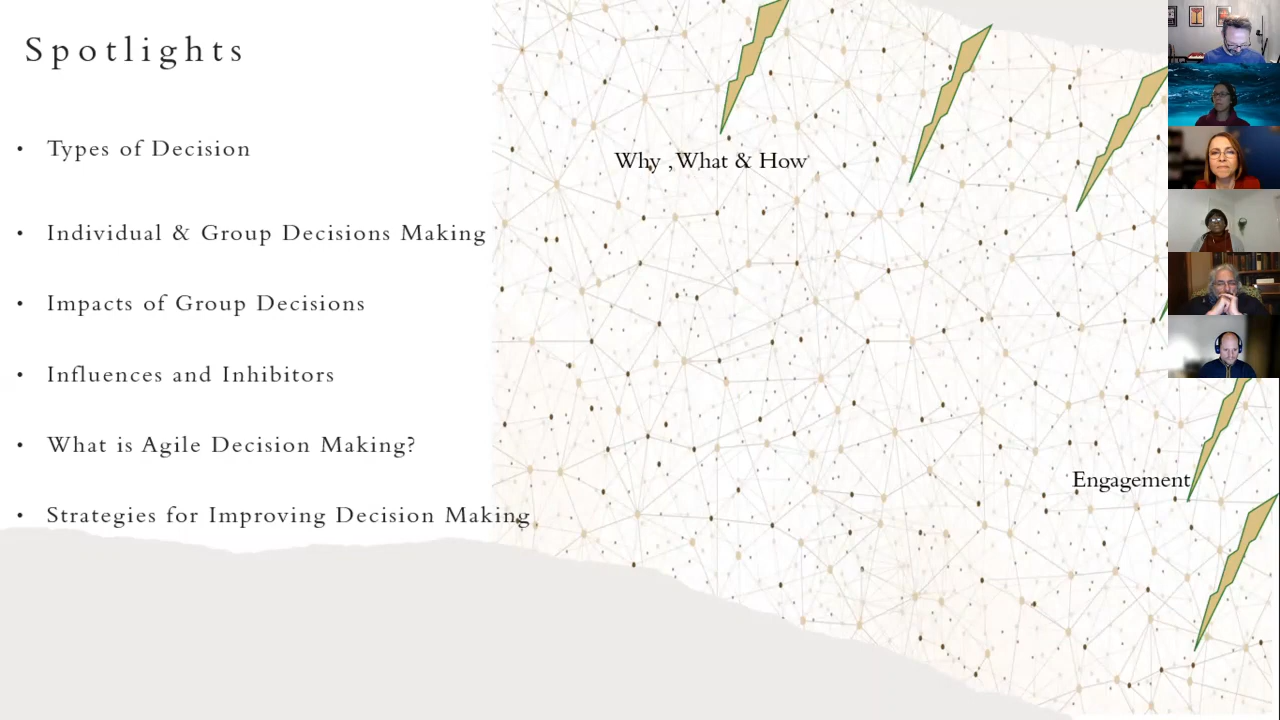 Spotlights
• Types of Decision
• Individual & Group Decisions Making
• Impacts of Group Decisions
• Influences and Inhibitors
• What is Agile Decision Making?
• Strategies for Improving Decision Making
Why , What & How
Engagement